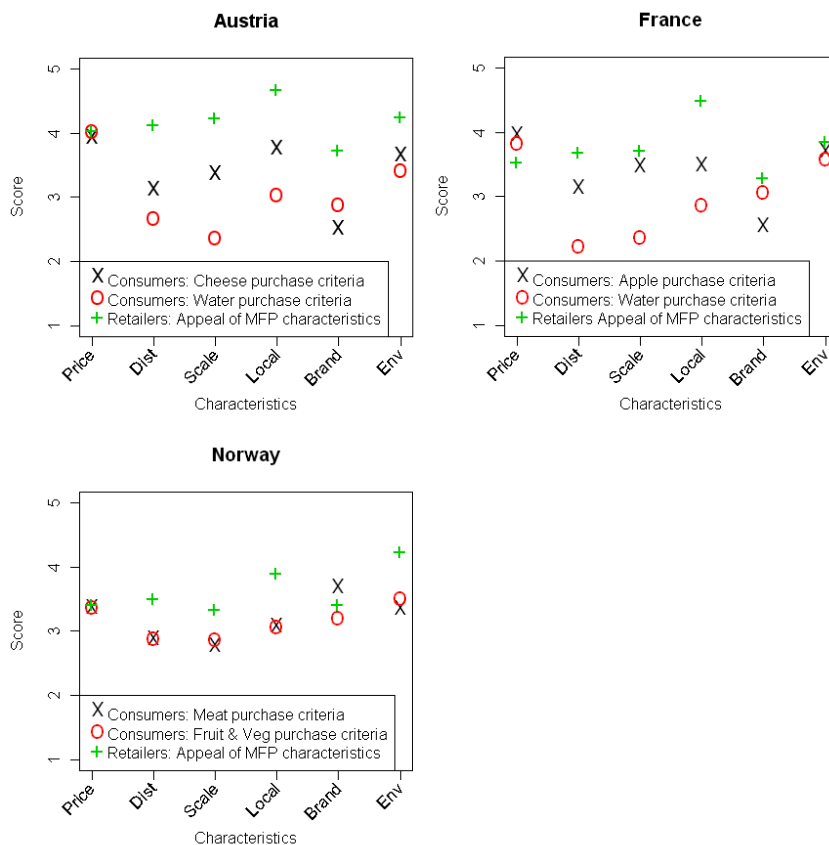 Austria
5
4
3
2
1
Score
X Consumers: Cheese purchase criteria
O Consumers: Water purchase criteria
+ Retailers: Appeal of MFP characteristics
Price Dist Scale Local Brand Env
Characteristics
France
5
4
3
2
1
Score
X Consumers: Apple purchase criteria
O Consumers: Water purchase criteria
+ Retailers Appeal of MFP characteristics
Price Dist Scale Local Brand Env
Characteristics
Norway
5
4
3
2
1
Score
X Consumers: Meat purchase criteria
O Consumers: Fruit & Veg purchase criteria
+ Retailers: Appeal of MFP characteristics
Price Dist Scale Local Brand Env
Characteristics